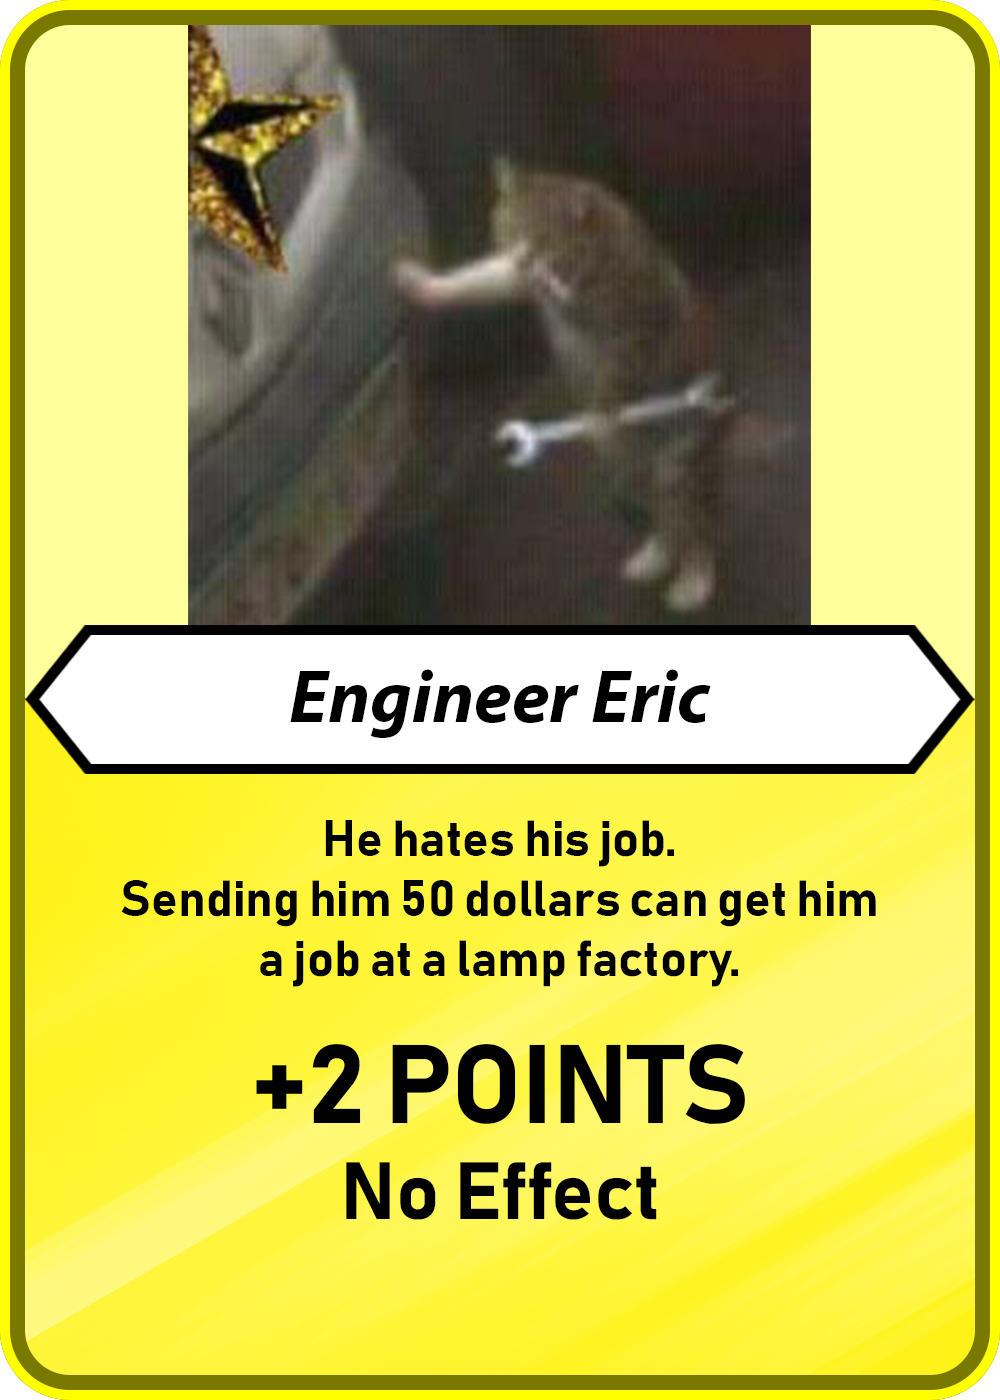 Engineer Eric
He hates his job.
Sending him 50 dollars can get him
a job at a lamp factory.
+2 POINTS
No Effect